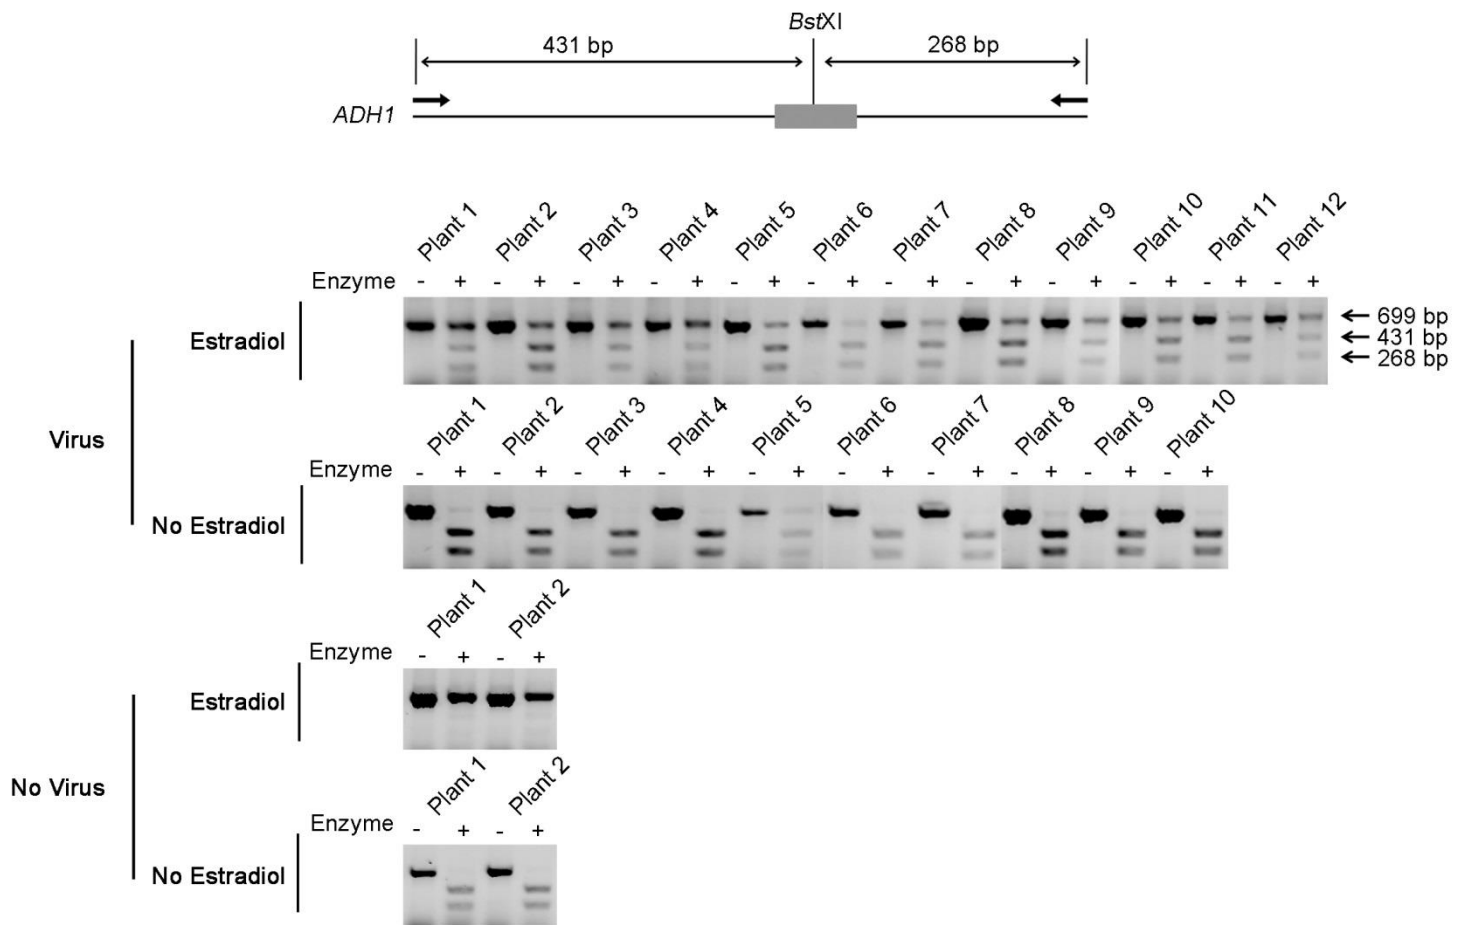 BstXI
431 bp 268 bp
ADH1
Plant 1 Plant 2 Plant 3 Plant 4 Plant 5 Plant 6 Plant 7 Plant 8 Plant 9 Plant 10 Plant 11 Plant 12
Enzyme - + - + - + - + - + - + - + - + - + - + - + - +
Virus
Estradiol
699 bp
431 bp
268 bp
Plant 1 Plant 2 Plant 3 Plant 4 Plant 5 Plant 6 Plant 7 Plant 8 Plant 9 Plant 10
Enzyme - + - + - + - + - + - + - + - + - + - +
No Estradiol
Plant 1 Plant 2
Enzyme - + - +
No Virus
Estradiol
Plant 1 Plant 2
Enzyme - + - +
No Estradiol